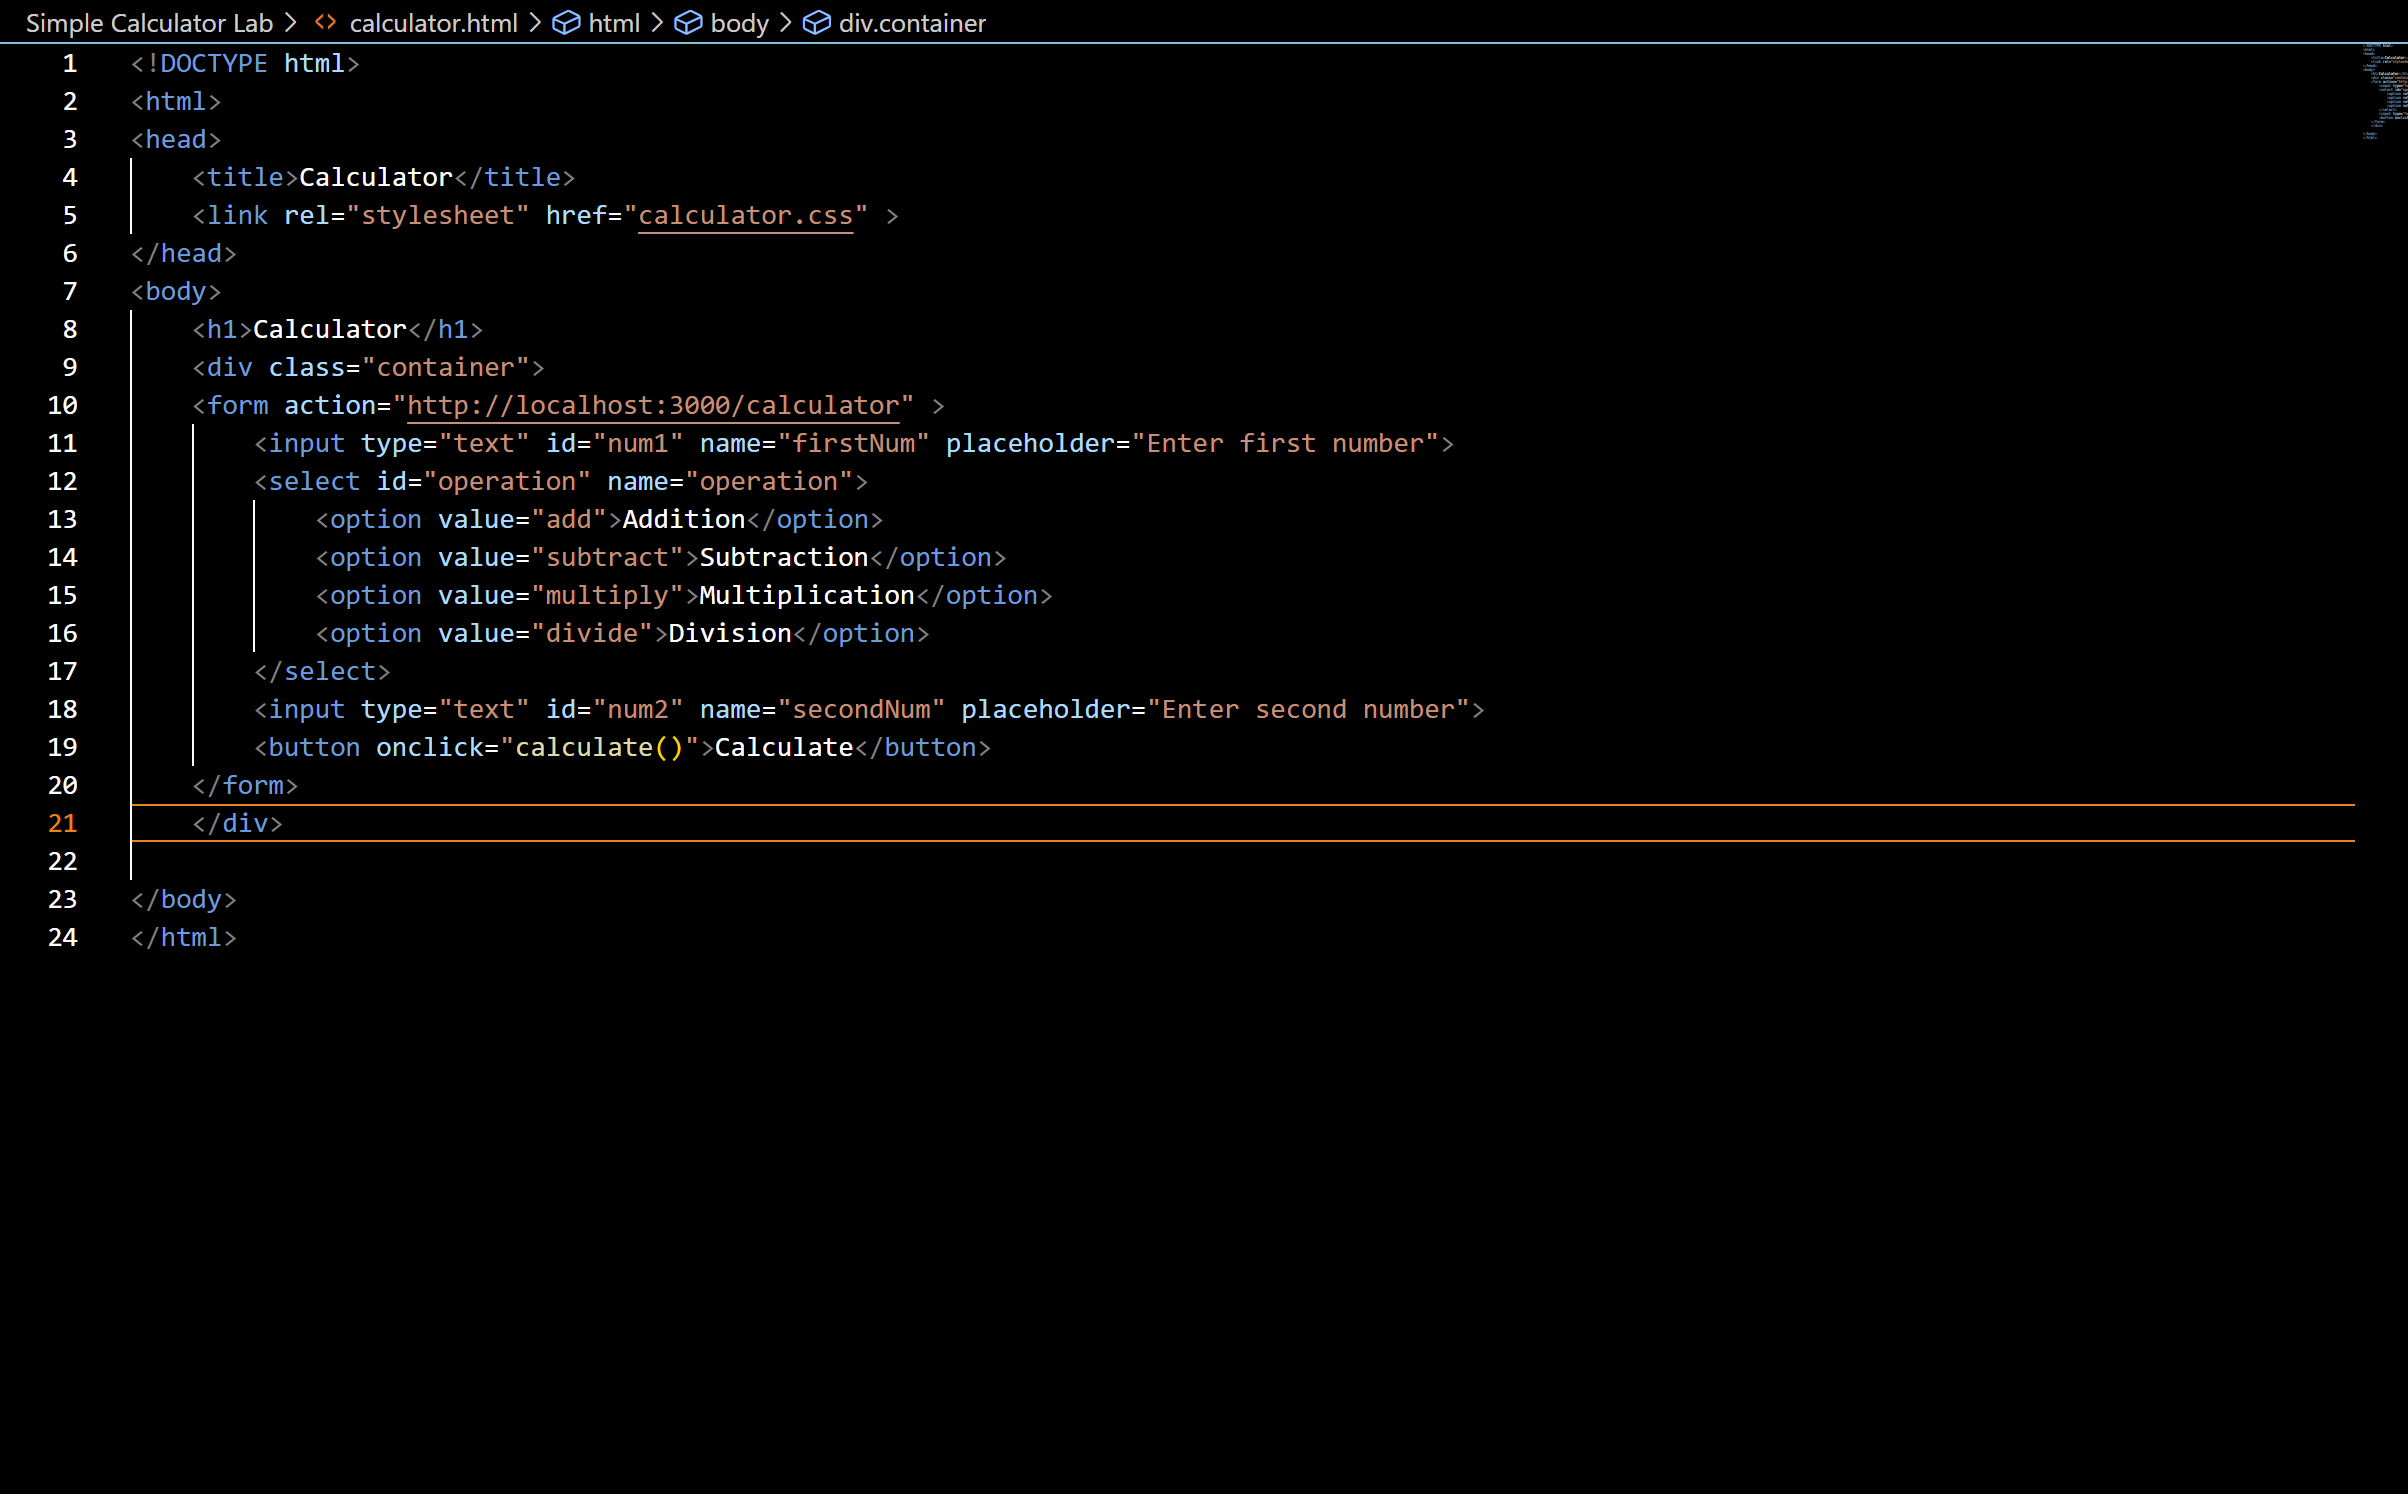 Simple Calculator Lab > <> calculator.html > html > body > div.container
1 <!DOCTYPE html>
2 <html>
3 <head>
4     <title>Calculator</title>
5     <link rel="stylesheet" href="calculator.css" >
6 </head>
7 <body>
8     <h1>Calculator</h1>
9     <div class="container">
10     <form action="http://localhost:3000/calculator" >
11         <input type="text" id="num1" name="firstNum" placeholder="Enter first number">
12         <select id="operation" name="operation">
13             <option value="add">Addition</option>
14             <option value="subtract">Subtraction</option>
15             <option value="multiply">Multiplication</option>
16             <option value="divide">Division</option>
17         </select>
18         <input type="text" id="num2" name="secondNum" placeholder="Enter second number">
19         <button onclick="calculate()">Calculate</button>
20     </form>
21     </div>
22
23 </body>
24 </html>